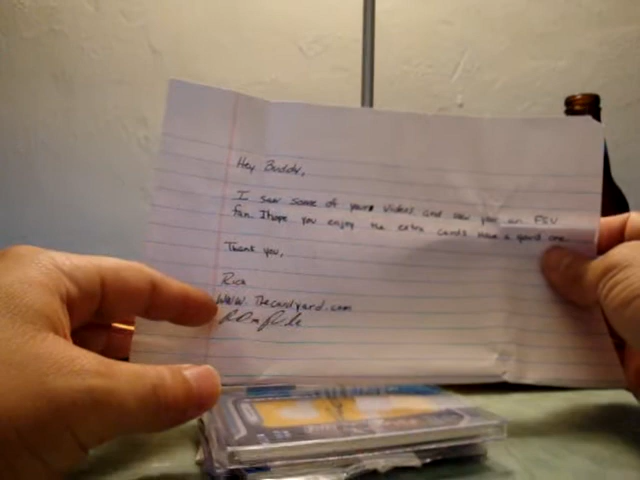 Hey Buddy,
I saw some of your videos and saw you an FSU
fan. I hope you enjoy the extra cards Have a good one.
Thank you,
Rich
WWW.Thecardyard.com